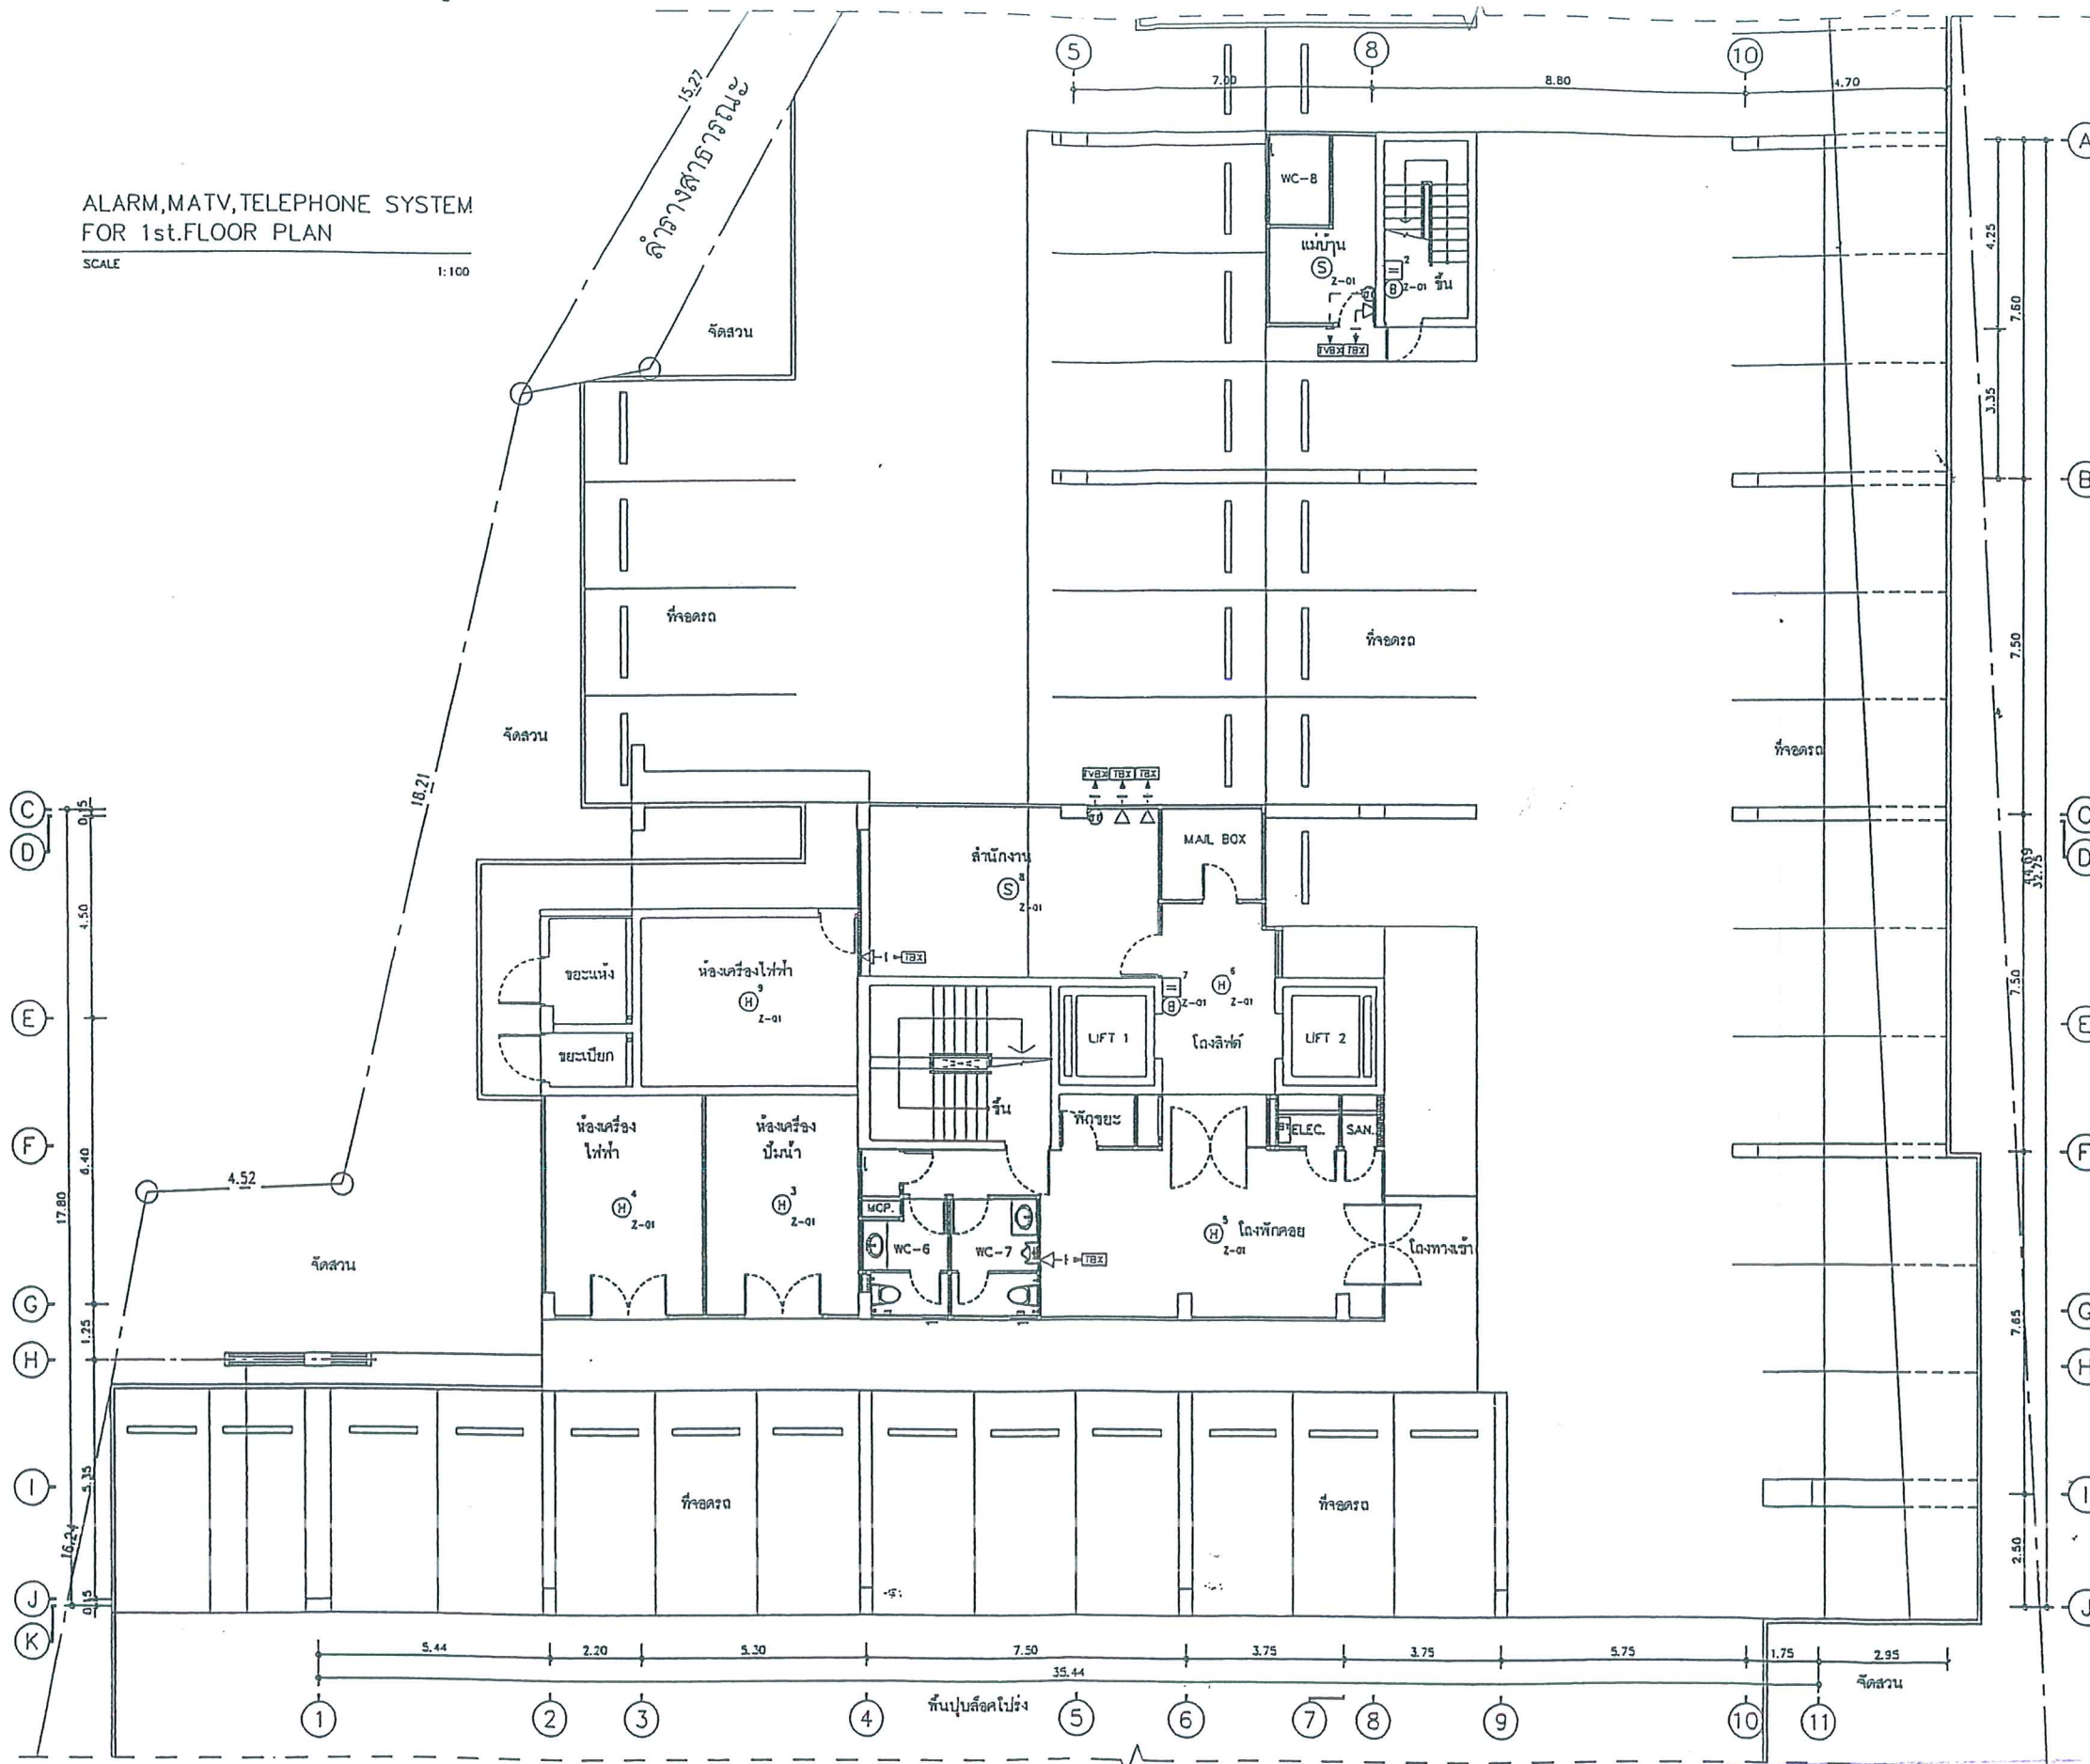 ALARM,MATV,TELEPHONE SYSTEM
FOR 1st.FLOOR PLAN
SCALE 1:100
15.27
ลำรางสาธารณะ
5 8 10
7.00 8.80 4.70
A
WC-8
แม่บ้าน
S
Z-01
2
B Z-01 ขึ้น
TVBX TBX
4.25
7.60
3.35
จัดสวน
B
ที่จอดรถ
ที่จอดรถ
7.50
จัดสวน
18.21
ที่จอดรถ
TVBX TBX TBX
C 0.15
C
D
D
สำนักงาน
S 8
Z-01
MAIL BOX
44.69
32.75
4.50
ขยะแห้ง
ห้องเครื่องไฟฟ้า
H 9
Z-01
TBX
7
B Z-01
H 6
Z-01
7.50
E
E
ขยะเปียก
LIFT 1
โถงลิฟต์
LIFT 2
ขึ้น
พักขยะ
ELEC.
SAN.
F
F
ห้องเครื่อง
ไฟฟ้า
ห้องเครื่อง
ปั๊มน้ำ
6.40
17.80
4.52
H 4
Z-01
H 3
Z-01
MOP.
WC-6
WC-7
TBX
H 5
Z-01
โถงพักคอย
โถงทางเข้า
จัดสวน
G
G
1.25
7.65
H
H
5.35
I
I
ที่จอดรถ
ที่จอดรถ
16.24
2.50
J 0.15
J
K
5.44 2.20 5.30 7.50 3.75 3.75 5.75 1.75 2.95
35.44
จัดสวน
พื้นปูบล็อคโปร่ง
1 2 3 4 5 6 7 8 9 10 11